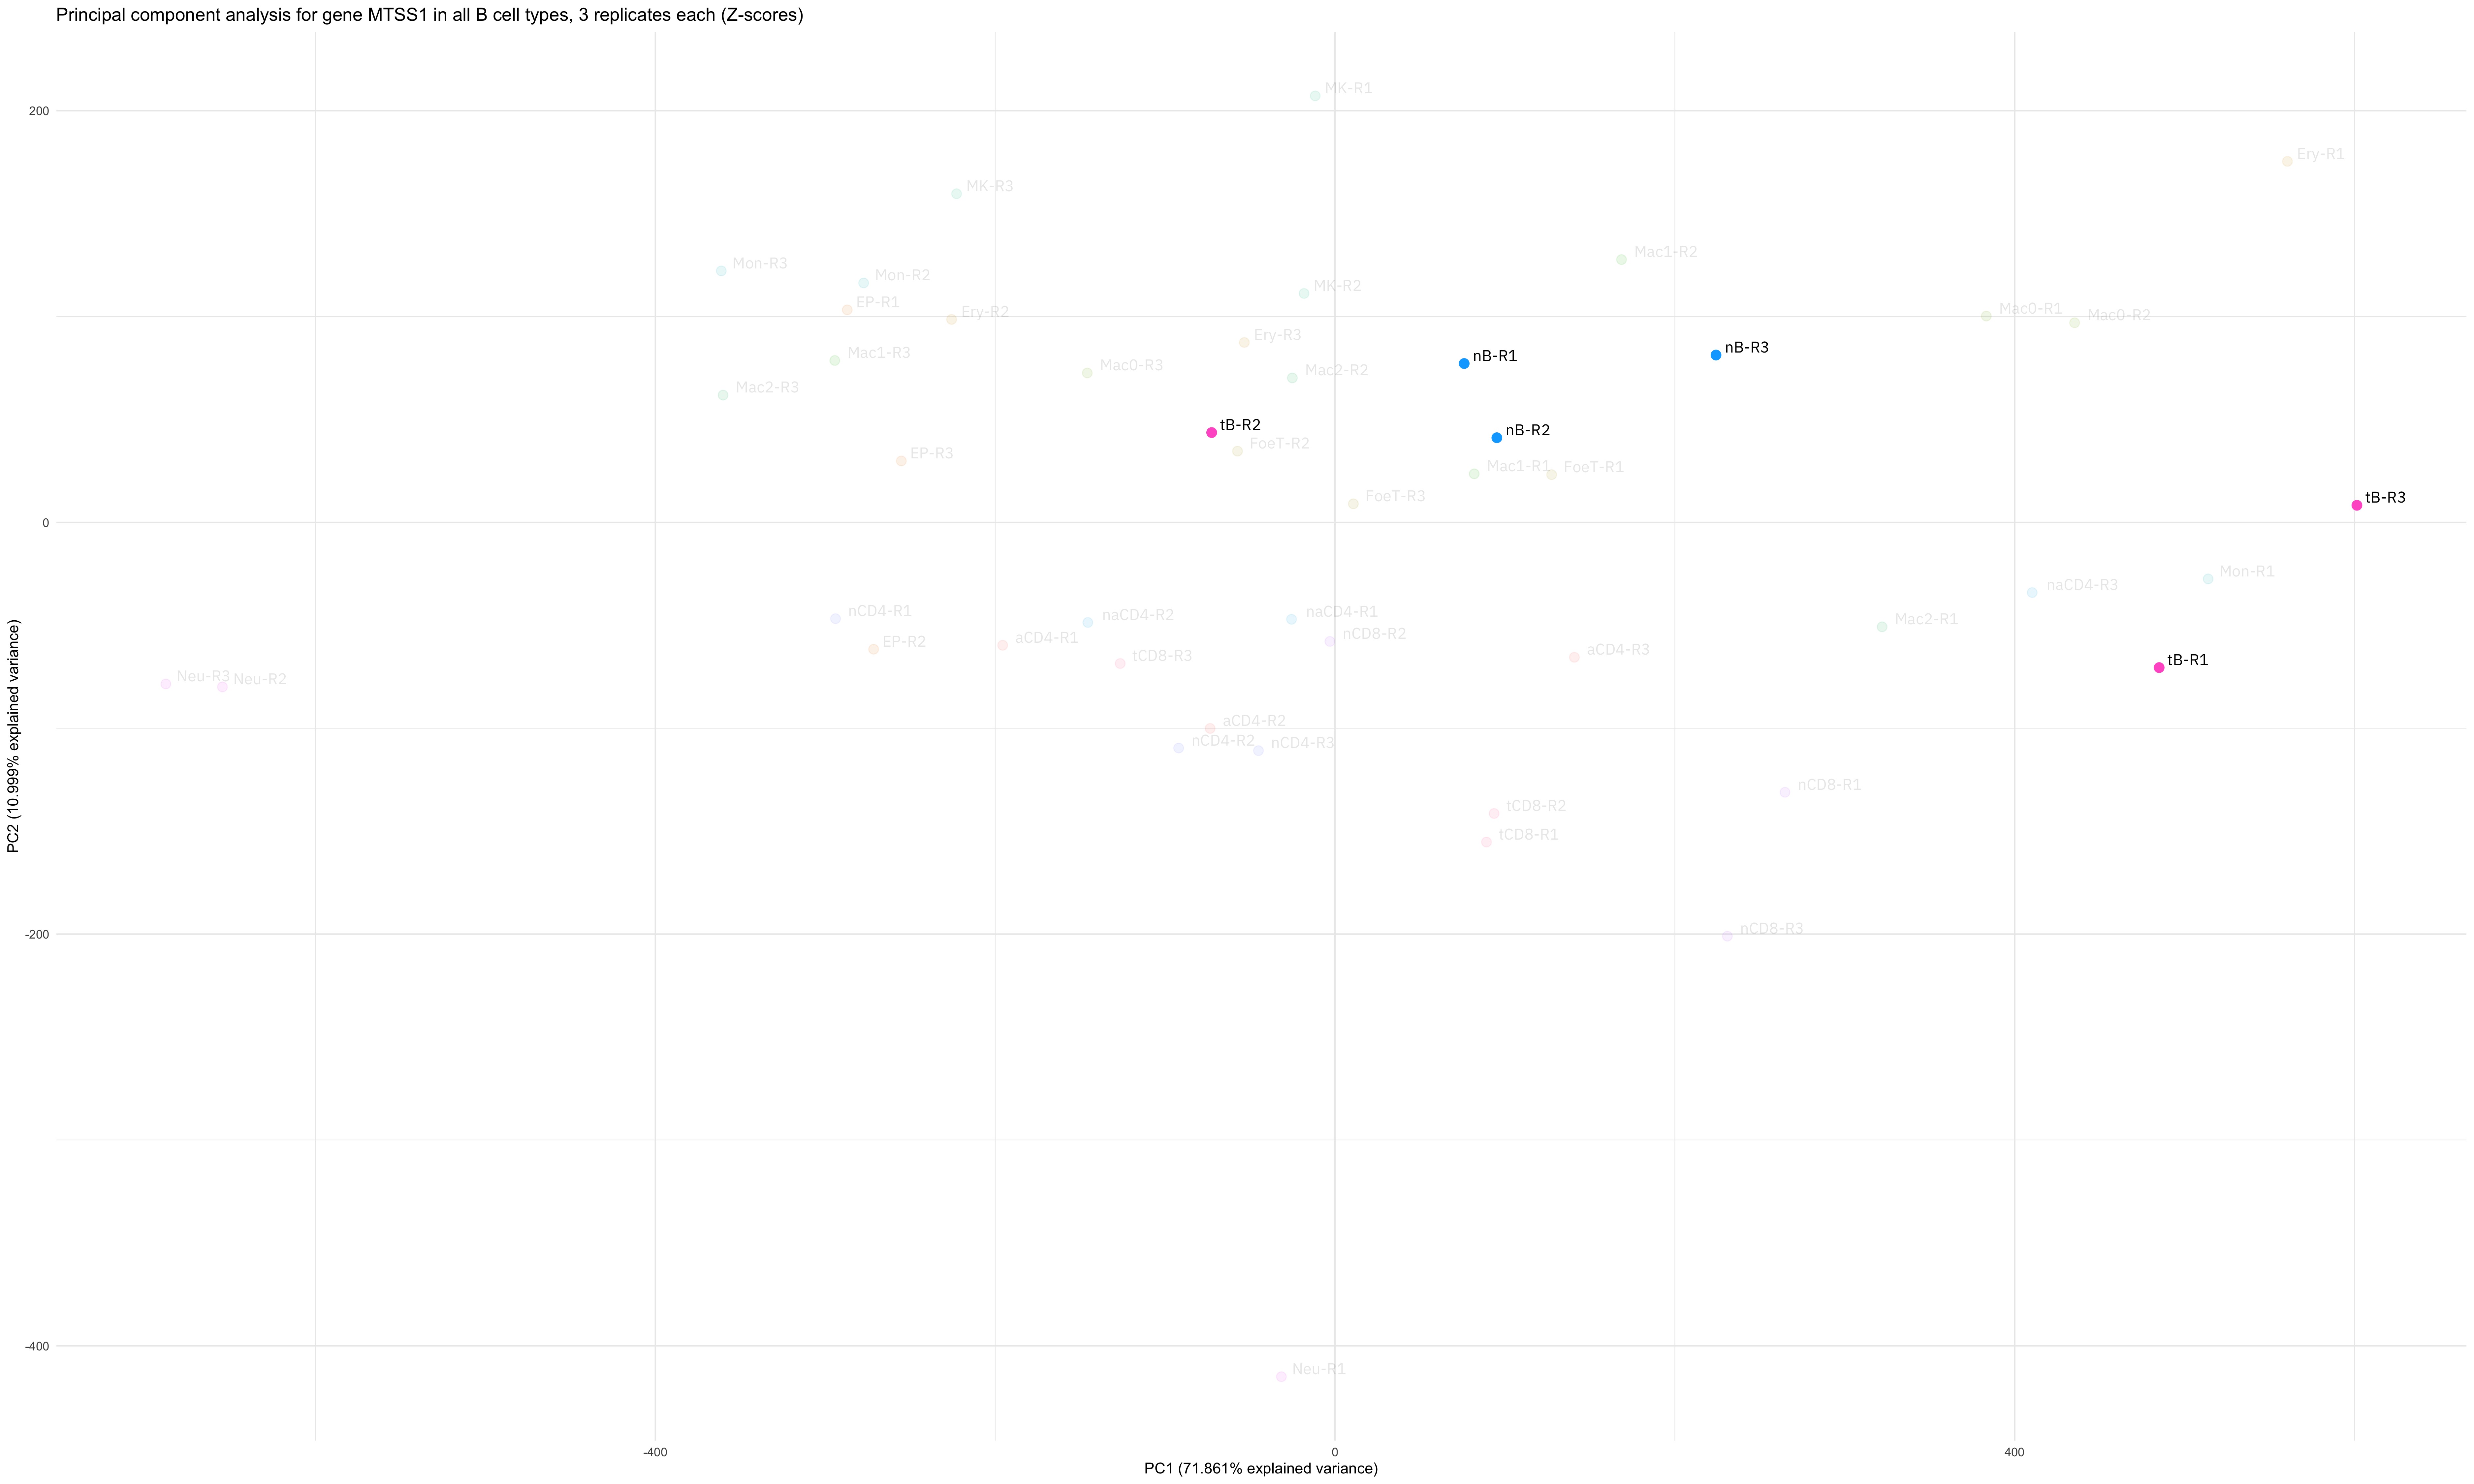 Principal component analysis for gene MTSS1 in all B cell types, 3 replicates each (Z-scores)
MK-R1
200
Ery-R1
MK-R3
Mac1-R2
Mon-R3
Mon-R2
MK-R2
EP-R1
Ery-R2
Mac0-R1
Mac0-R2
Ery-R3
nB-R3
Mac1-R3
nB-R1
Mac0-R3
Mac2-R2
Mac2-R3
tB-R2
nB-R2
FoeT-R2
EP-R3
Mac1-R1
FoeT-R1
FoeT-R3
tB-R3
0
Mon-R1
naCD4-R3
nCD4-R1
naCD4-R2
naCD4-R1
Mac2-R1
nCD8-R2
EP-R2
aCD4-R1
aCD4-R3
tCD8-R3
tB-R1
Neu-R3
Neu-R2
aCD4-R2
nCD4-R2
nCD4-R3
nCD8-R1
tCD8-R2
tCD8-R1
nCD8-R3
-200
PC2 (10.999% explained variance)
-400
Neu-R1
-400
0
400
PC1 (71.861% explained variance)